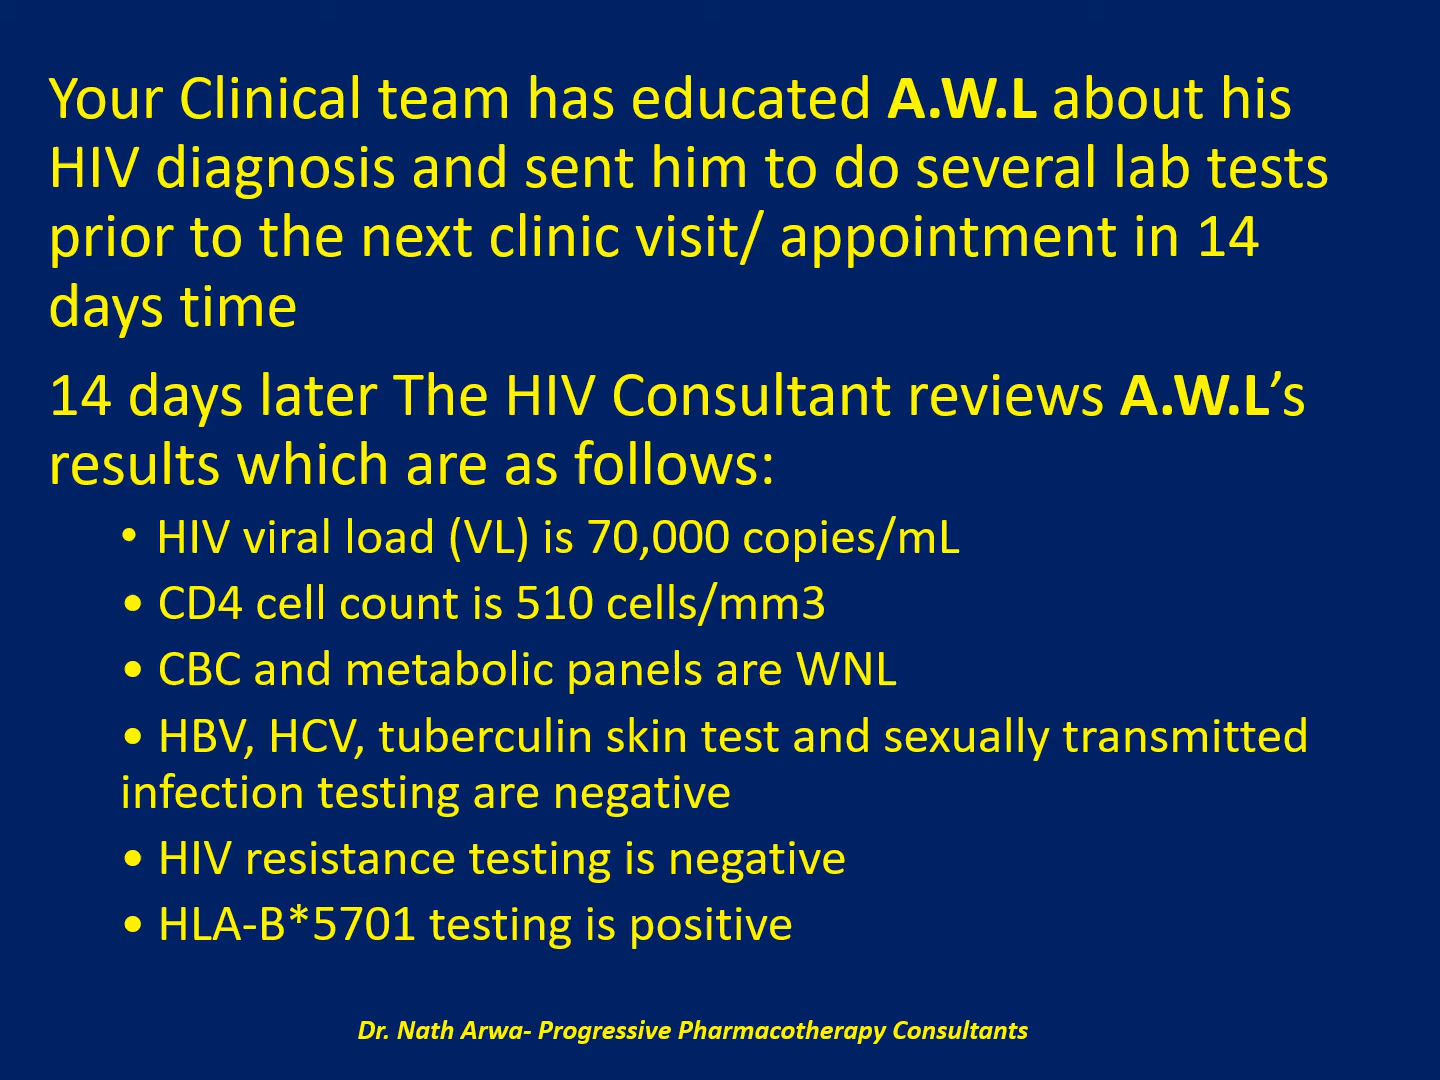 Your Clinical team has educated A.W.L about his
HIV diagnosis and sent him to do several lab tests
prior to the next clinic visit/ appointment in 14
days time
14 days later The HIV Consultant reviews A.W.L’s
results which are as follows:
• HIV viral load (VL) is 70,000 copies/mL
• CD4 cell count is 510 cells/mm3
• CBC and metabolic panels are WNL
• HBV, HCV, tuberculin skin test and sexually transmitted
infection testing are negative
• HIV resistance testing is negative
• HLA-B*5701 testing is positive
Dr. Nath Arwa- Progressive Pharmacotherapy Consultants